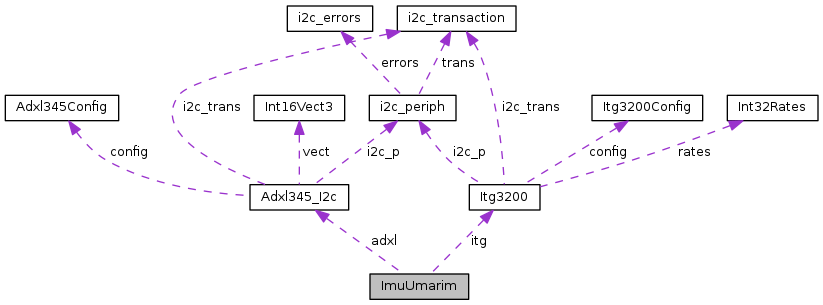 i2c_errors
i2c_transaction
errors
trans
Adxl345Config
i2c_trans
Int16Vect3
i2c_periph
i2c_trans
Itg3200Config
Int32Rates
config
vect
i2c_p
i2c_p
config
rates
Adxl345_I2c
Itg3200
adxl
itg
ImuUmarim